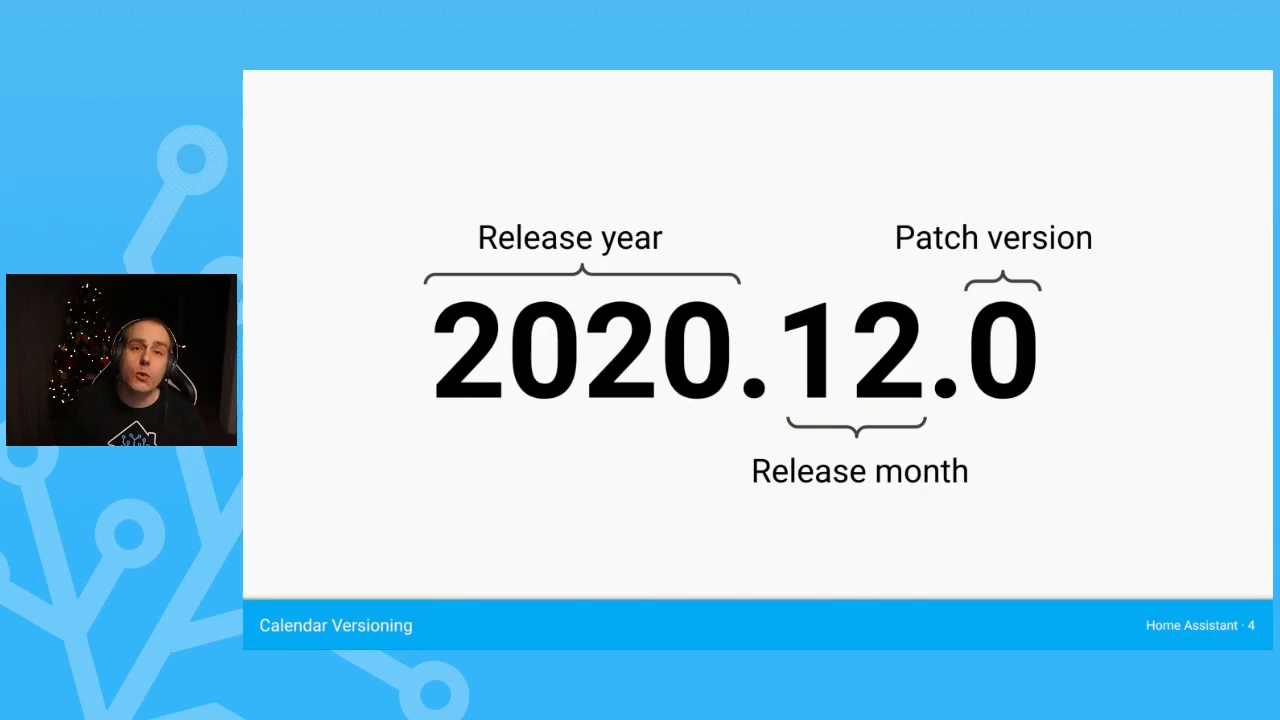 Release year
Patch version
2020.12.0
Release month
Calendar Versioning
Home Assistant · 4